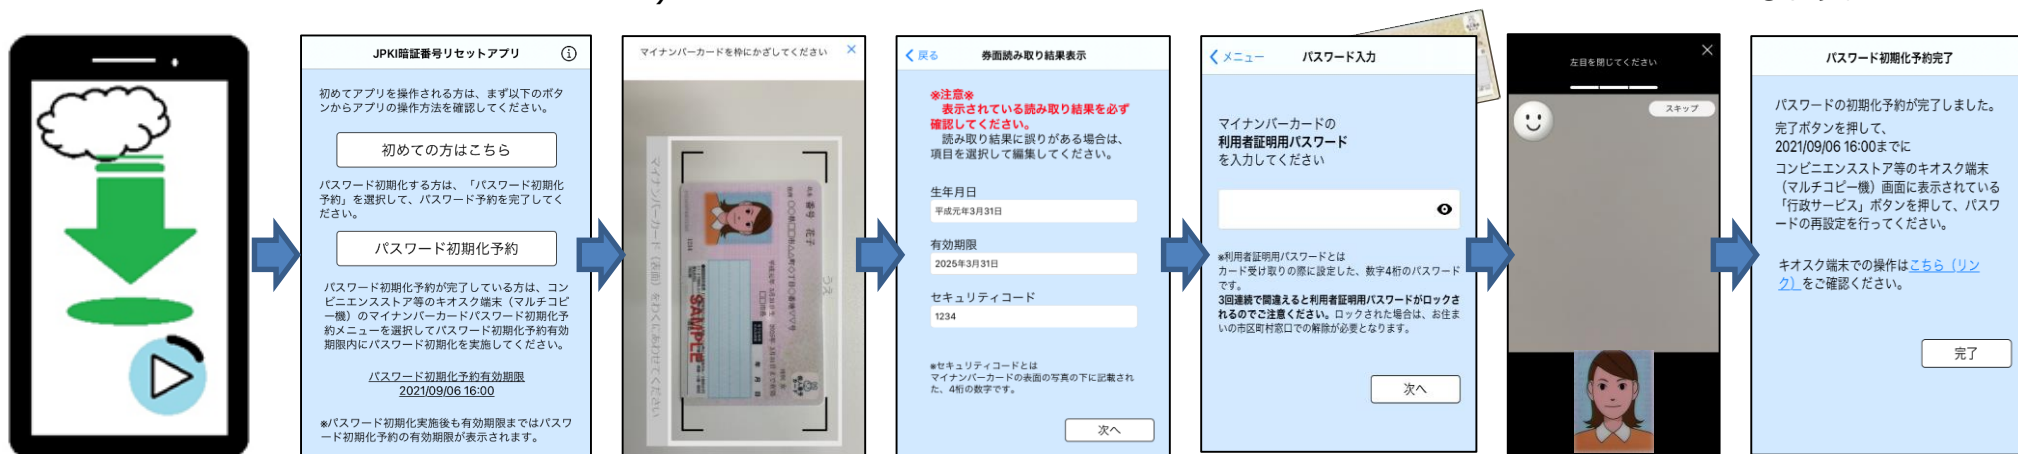 JPKI暗証番号リセットアプリ
初めてアプリを操作される方は、まず以下のボタ
ンからアプリの操作方法を確認してください。
初めての方はこちら
パスワード初期化する方は、「パスワード初期化
予約」を選択して、パスワード予約を完了してく
ださい。
パスワード初期化予約
パスワード初期化予約が完了している方は、コン
ビニエンスストア等のキオスク端末（マルチコピ
ー機）のマイナンバーカードパスワード初期化予
約メニューを選択してパスワード初期化予約有効
期限内にパスワード初期化を実施してください。
パスワード初期化予約有効期限
2021/09/06 16:00
※パスワード初期化実施後も有効期限まではパスワ
ード初期化予約の有効期限が表示されます。
マイナンバーカードを枠にかざしてください
マイナンバーカード（表面）をわくにあわせてください
うえ
番号 花子
1234
SAMPLE
戻る
券面読み取り結果表示
※注意※
表示されている読み取り結果を必ず
確認してください。
読み取り結果に誤りがある場合は、
項目を選択して編集してください。
生年月日
平成元年3月31日
有効期限
2025年3月31日
セキュリティコード
1234
※セキュリティコードとは
マイナンバーカードの表面の写真の下に記載され
た、4桁の数字です。
次へ
メニュー
パスワード入力
マイナンバーカードの
利用者証明用パスワード
を入力してください
※利用者証明用パスワードとは
カード受け取りの際に設定した、数字4桁のパスワード
です。
3回連続で間違えると利用者証明用パスワードがロックさ
れるのでご注意ください。ロックされた場合は、お住ま
いの市区町村窓口での解除が必要となります。
次へ
左目を閉じてください
スキップ
パスワード初期化予約完了
パスワードの初期化予約が完了しました。
完了ボタンを押して、
2021/09/06 16:00までに
コンビニエンスストア等のキオスク端末
（マルチコピー機）画面に表示されている
「行政サービス」ボタンを押して、パスワ
ードの再設定を行ってください。
キオスク端末での操作はこちら（リン
ク）をご確認ください。
完了